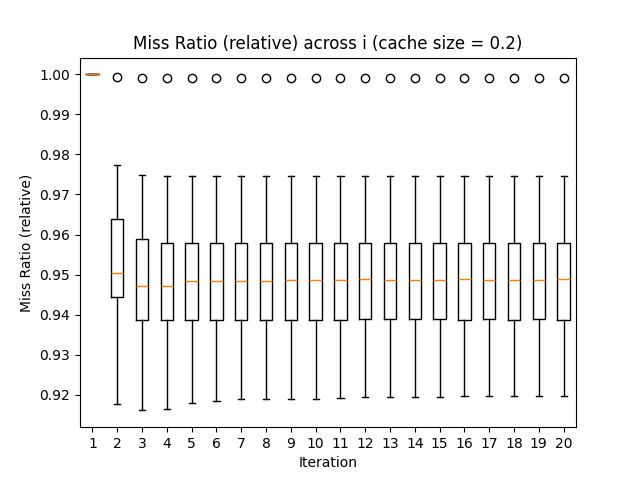 Miss Ratio (relative) across i (cache size = 0.2)
Miss Ratio (relative)
1.00
0.99
0.98
0.97
0.96
0.95
0.94
0.93
0.92
1 2 3 4 5 6 7 8 9 10 11 12 13 14 15 16 17 18 19 20
Iteration